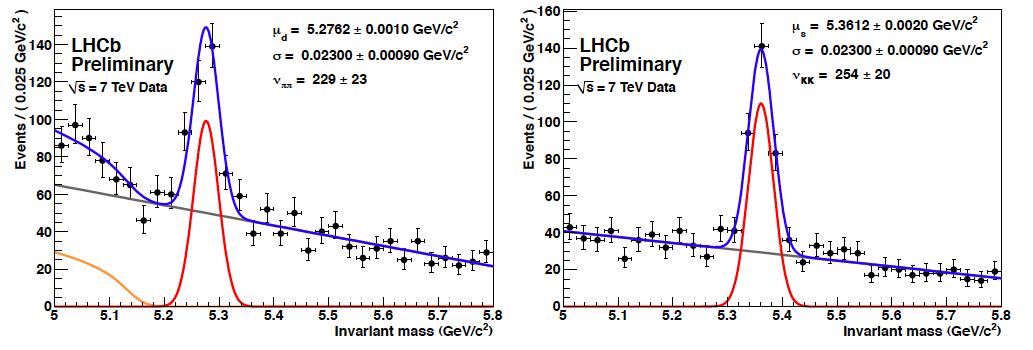 LHCb
Preliminary
√s = 7 TeV Data
μd = 5.2762 ± 0.0010 GeV/c²
σ = 0.02300 ± 0.00090 GeV/c²
νππ = 229 ± 23
Events / ( 0.025 GeV/c² )
140
120
100
80
60
40
20
0
5 5.1 5.2 5.3 5.4 5.5 5.6 5.7 5.8
Invariant mass (GeV/c²)
LHCb
Preliminary
√s = 7 TeV Data
μs = 5.3612 ± 0.0020 GeV/c²
σ = 0.02300 ± 0.00090 GeV/c²
νKK = 254 ± 20
Events / ( 0.025 GeV/c² )
160
140
120
100
80
60
40
20
0
5 5.1 5.2 5.3 5.4 5.5 5.6 5.7 5.8
Invariant mass (GeV/c²)